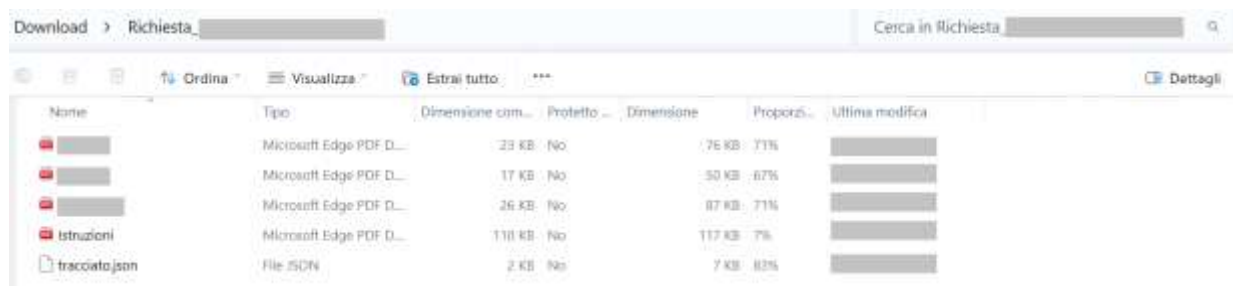 Download > Richiesta_
Cerca in Richiesta_
Ordina Visualizza Estrai tutto ... Dettagli
Nome Tipo Dimensione com... Protetto ... Dimensione Proporzi... Ultima modifica
Microsoft Edge PDF D... 23 KB No 76 KB 71%
Microsoft Edge PDF D... 17 KB No 50 KB 67%
Microsoft Edge PDF D... 26 KB No 87 KB 71%
Istruzioni Microsoft Edge PDF D... 110 KB No 117 KB 7%
tracciato.json File JSON 2 KB No 7 KB 83%